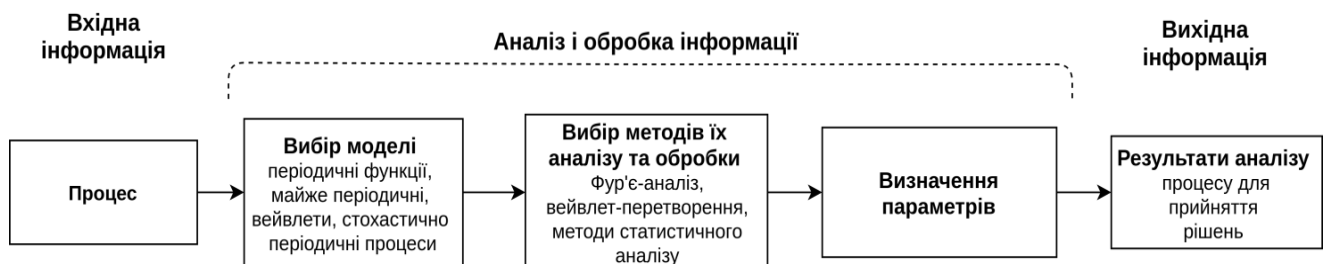 Вхідна
інформація
Аналіз і обробка інформації
Вихідна
інформація
Процес
Вибір моделі
періодичні функції,
майже періодичні,
вейвлети, стохастично
періодичні процеси
Вибір методів їх
аналізу та обробки
Фур'є-аналіз,
вейвлет-перетворення,
методи статистичного
аналізу
Визначення
параметрів
Результати аналізу
процесу для
прийняття
рішень